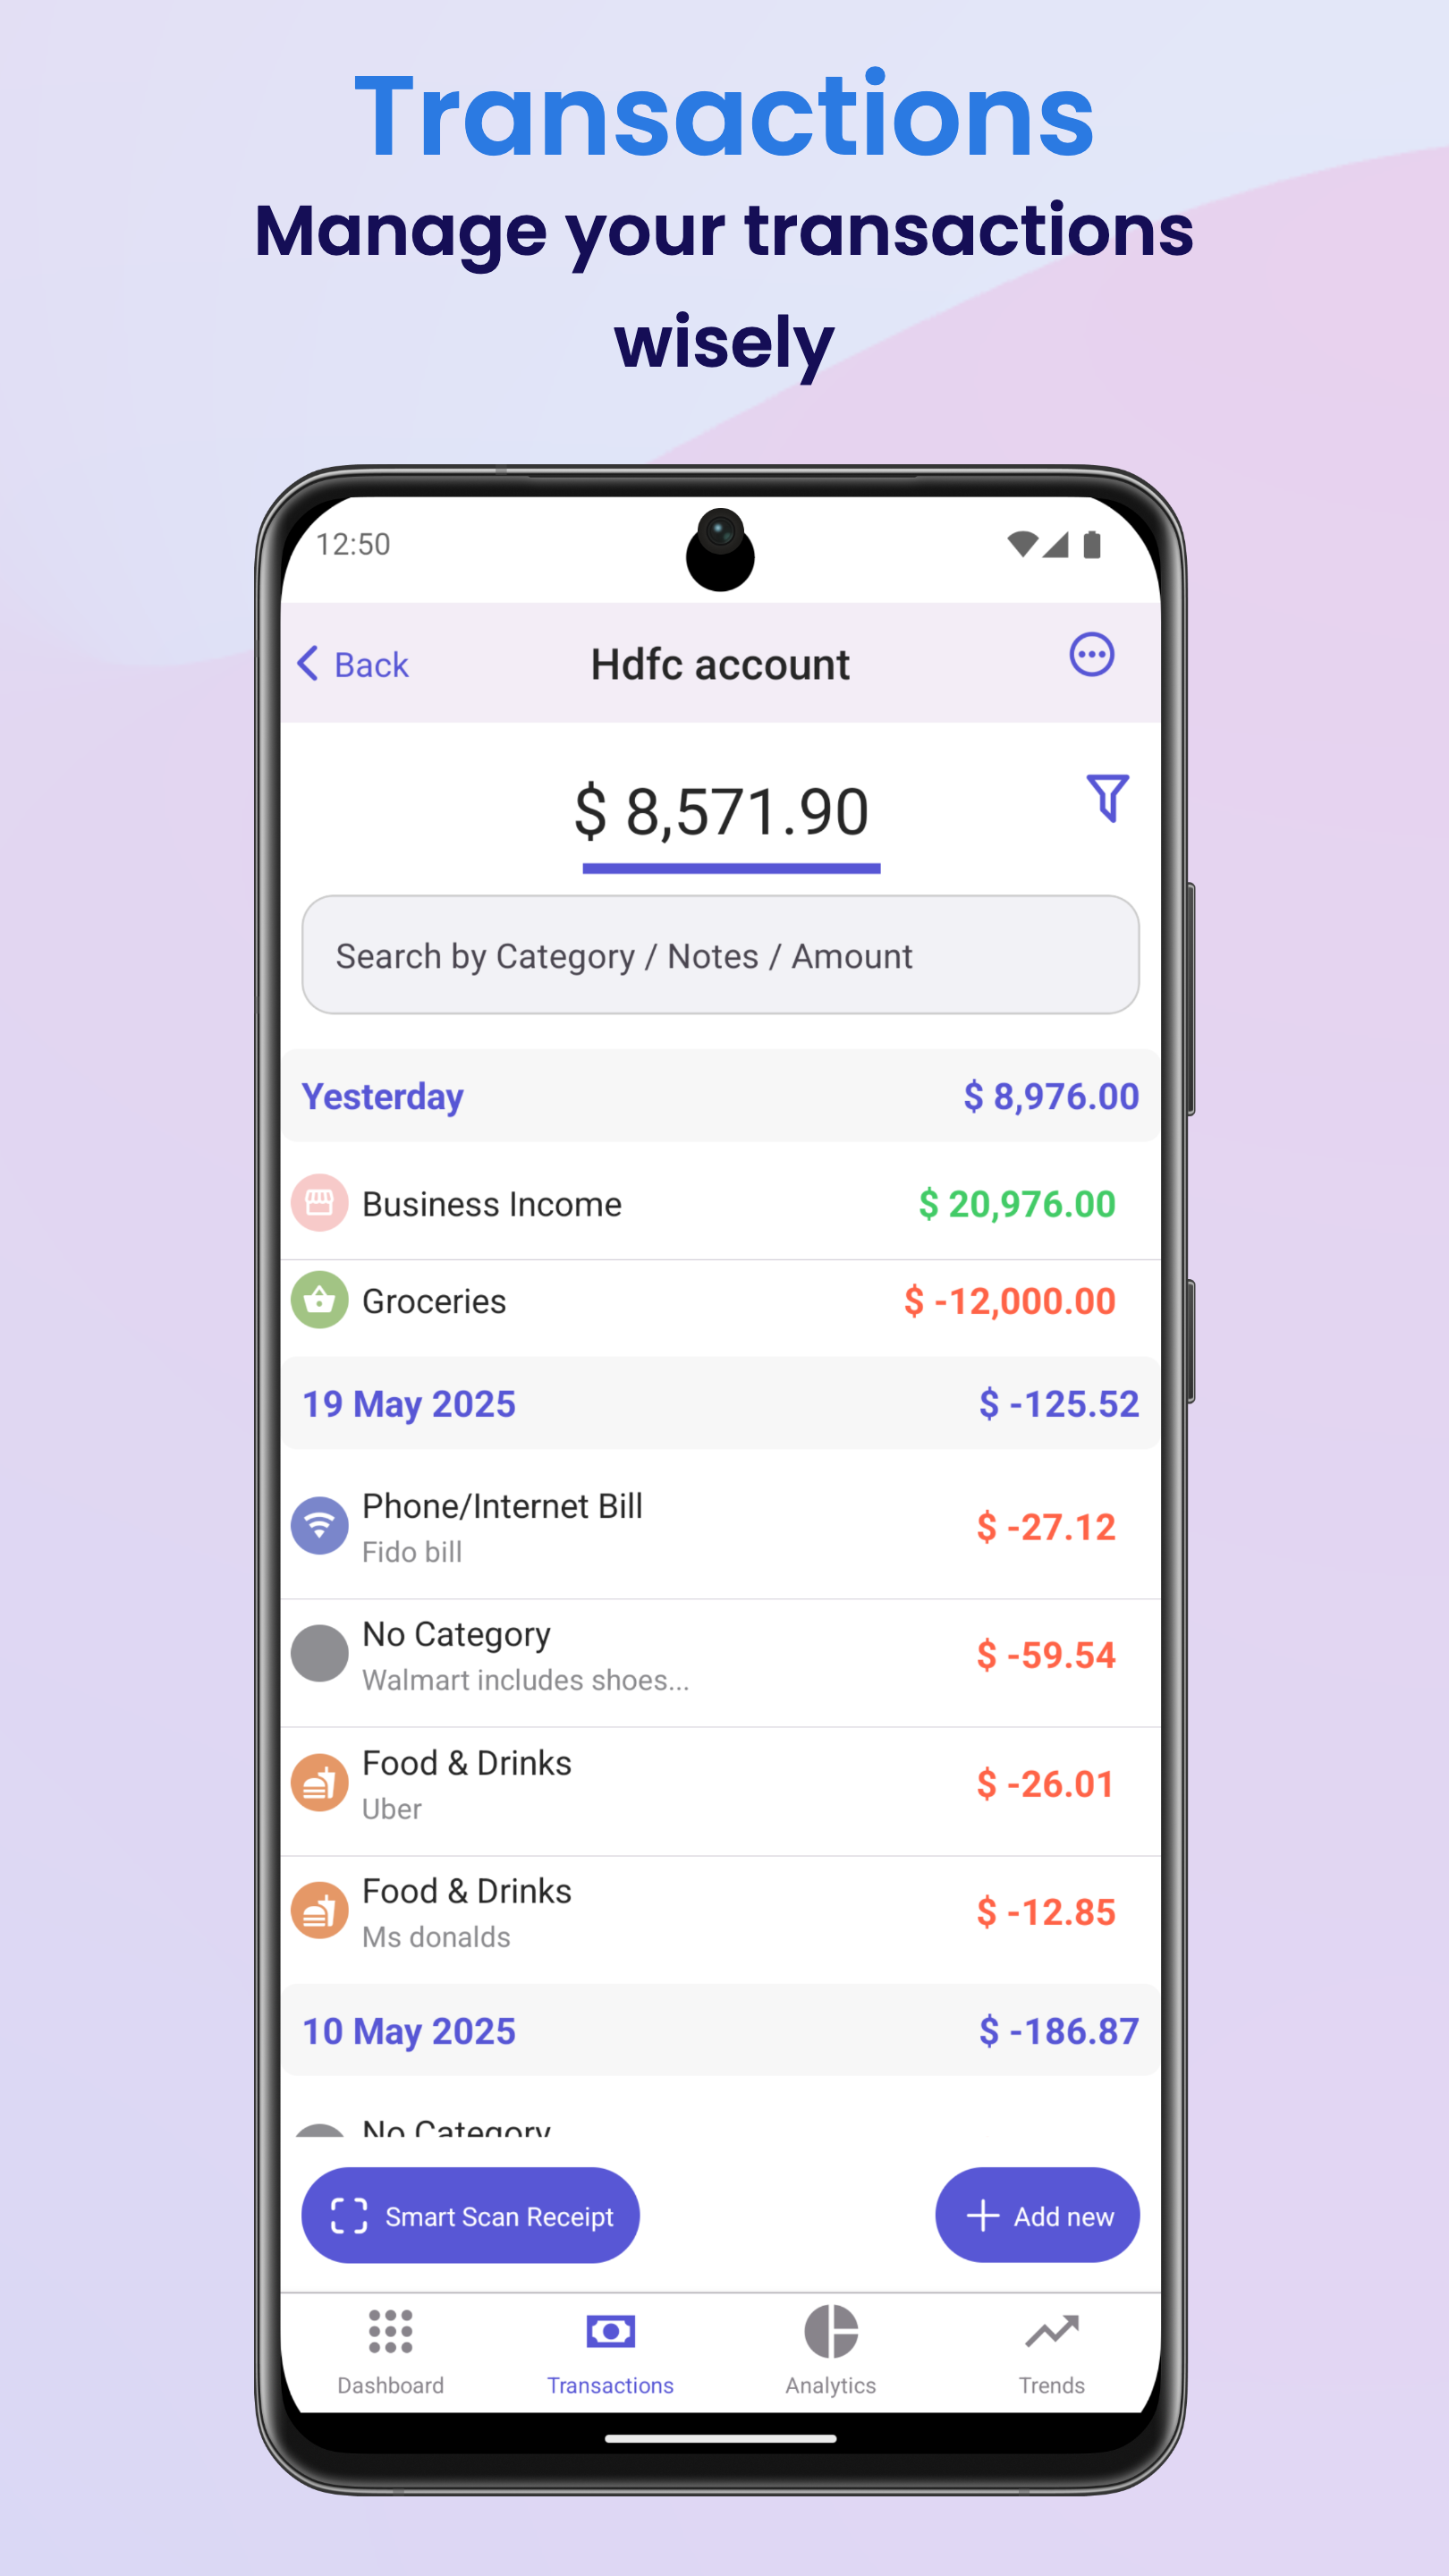 Transactions
Manage your transactions
wisely
12:50
Back
Hdfc account
$ 8,571.90
Search by Category / Notes / Amount
Yesterday $ 8,976.00
Business Income $ 20,976.00
Groceries $ -12,000.00
19 May 2025 $ -125.52
Phone/Internet Bill $ -27.12
Fido bill
No Category $ -59.54
Walmart includes shoes...
Food & Drinks $ -26.01
Uber
Food & Drinks $ -12.85
Ms donalds
10 May 2025 $ -186.87
No Category
Smart Scan Receipt
Add new
Dashboard Transactions Analytics Trends